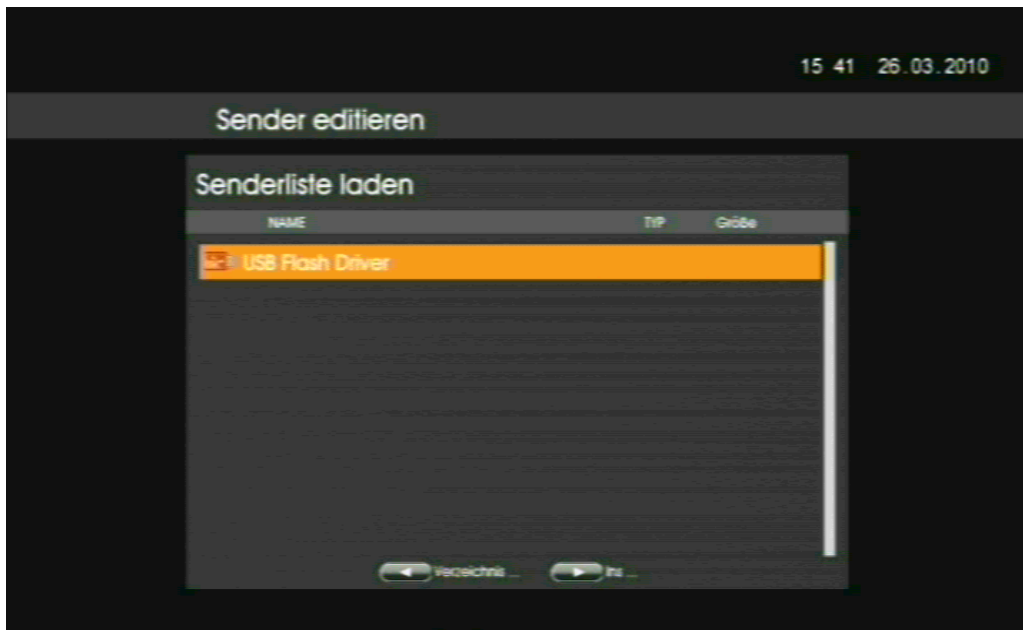 15 41 26.03.2010
Sender editieren
Senderliste laden
NAME TYP Größe
USB Flash Driver
Verzeichnis ... Ins ...